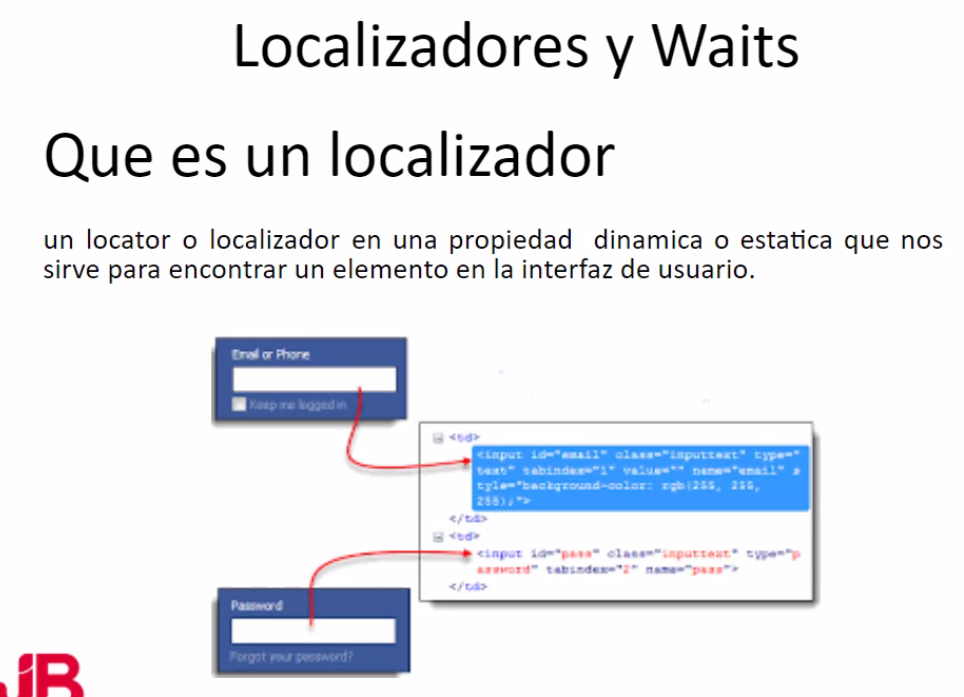 Localizadores y Waits
Que es un localizador
un locator o localizador en una propiedad dinamica o estatica que nos
sirve para encontrar un elemento en la interfaz de usuario.
Email or Phone
Keep me logged in
<td>
<input id="email" class="inputtext" type="
text" tabindex="1" value="" name="email" s
tyle="background-color: rgb(255, 255,
255);">
</td>
<td>
<input id="pass" class="inputtext" type="p
assword" tabindex="2" name="pass">
</td>
Password
Forgot your password?
JB